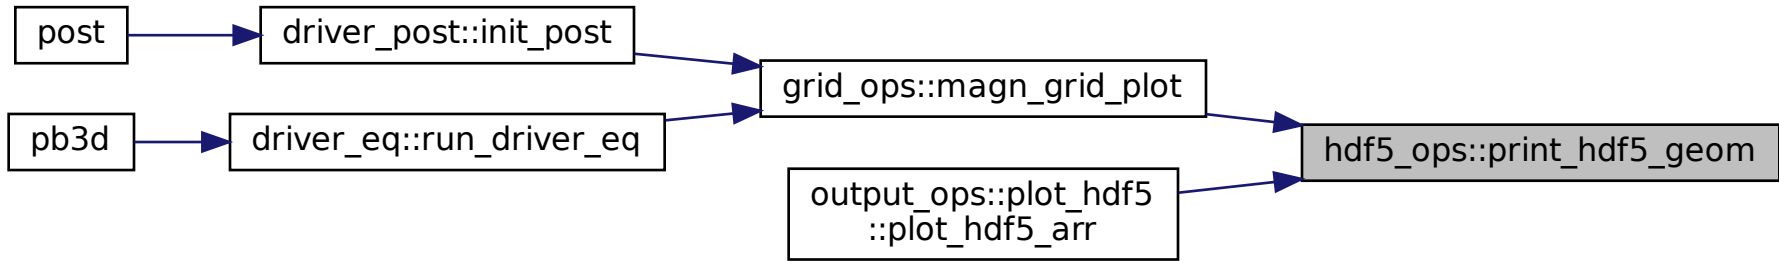 post
driver_post::init_post
grid_ops::magn_grid_plot
pb3d
driver_eq::run_driver_eq
hdf5_ops::print_hdf5_geom
output_ops::plot_hdf5
::plot_hdf5_arr